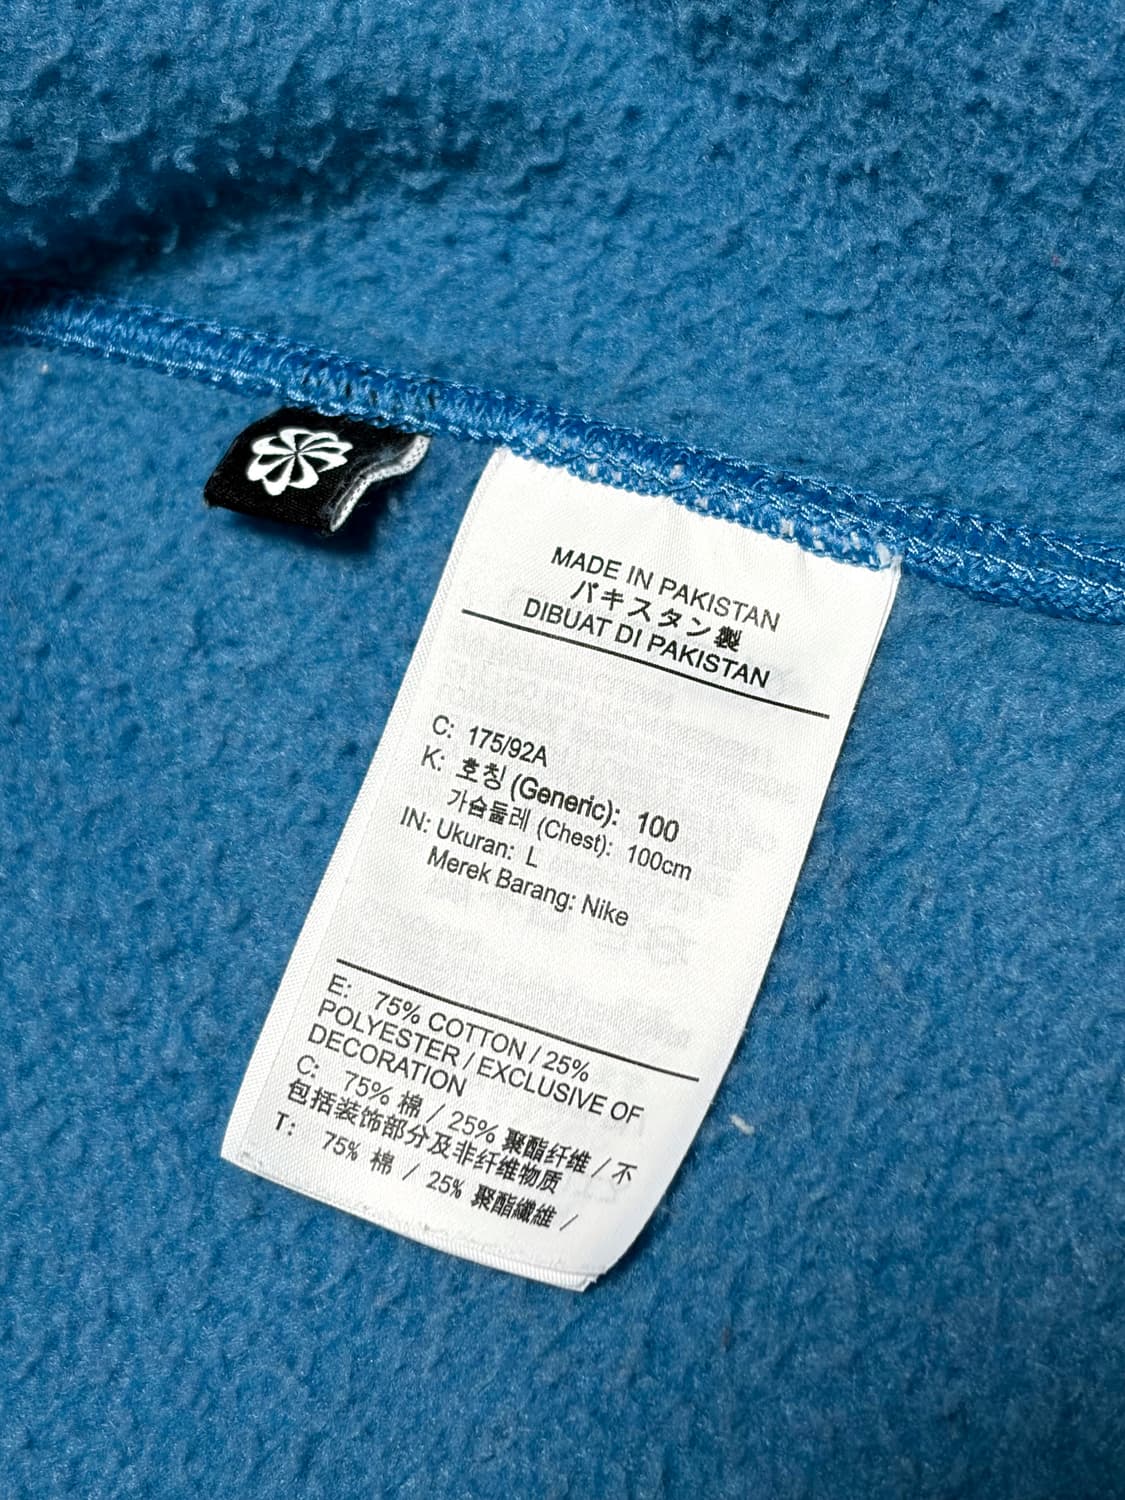 MADE IN PAKISTAN
パキスタン製
DIBUAT DI PAKISTAN
C: 175/92A
K: 호칭 (Generic): 100
가슴둘레 (Chest): 100cm
IN: Ukuran: L
Merek Barang: Nike
E: 75% COTTON / 25%
POLYESTER / EXCLUSIVE OF
DECORATION
C: 75% 棉 / 25% 聚酯纤维 / 不
包括装饰部分及非纤维物质
T: 75% 棉 / 25% 聚酯纖維 /